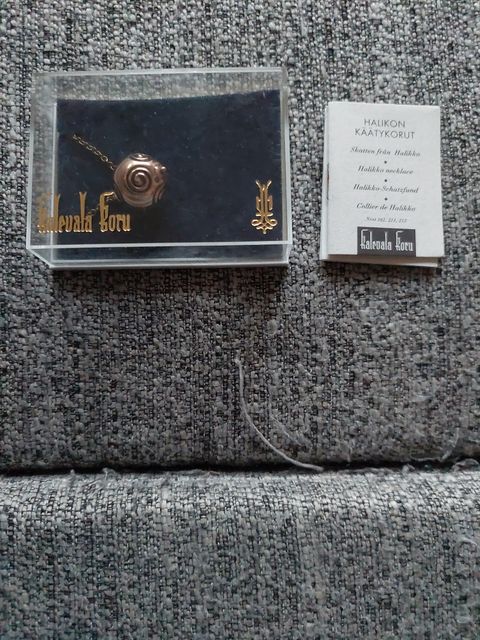 Kalevala Koru
HALIKON
KÄÄTYKORUT
Skatten från Halikko
•
Halikko necklace
•
Halikko-Schatzfund
•
Collier de Halikko
Kalevala Koru